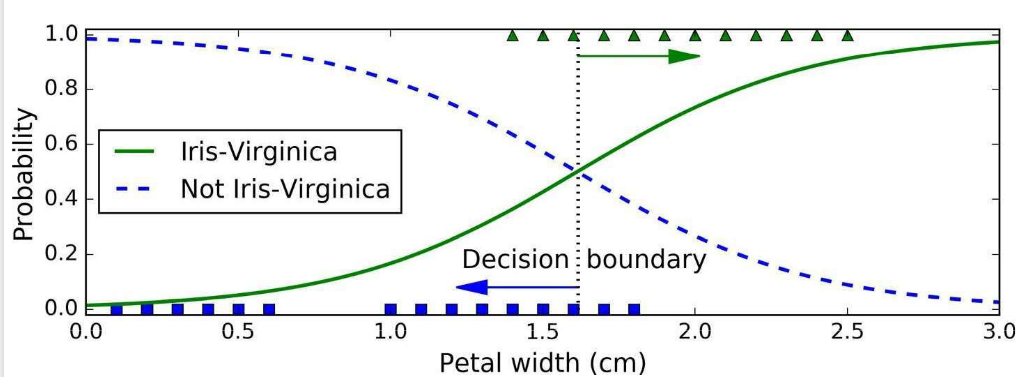 1.0
0.8
0.6
0.4
0.2
0.0
Probability
Iris-Virginica
Not Iris-Virginica
Decision boundary
0.0 0.5 1.0 1.5 2.0 2.5 3.0
Petal width (cm)